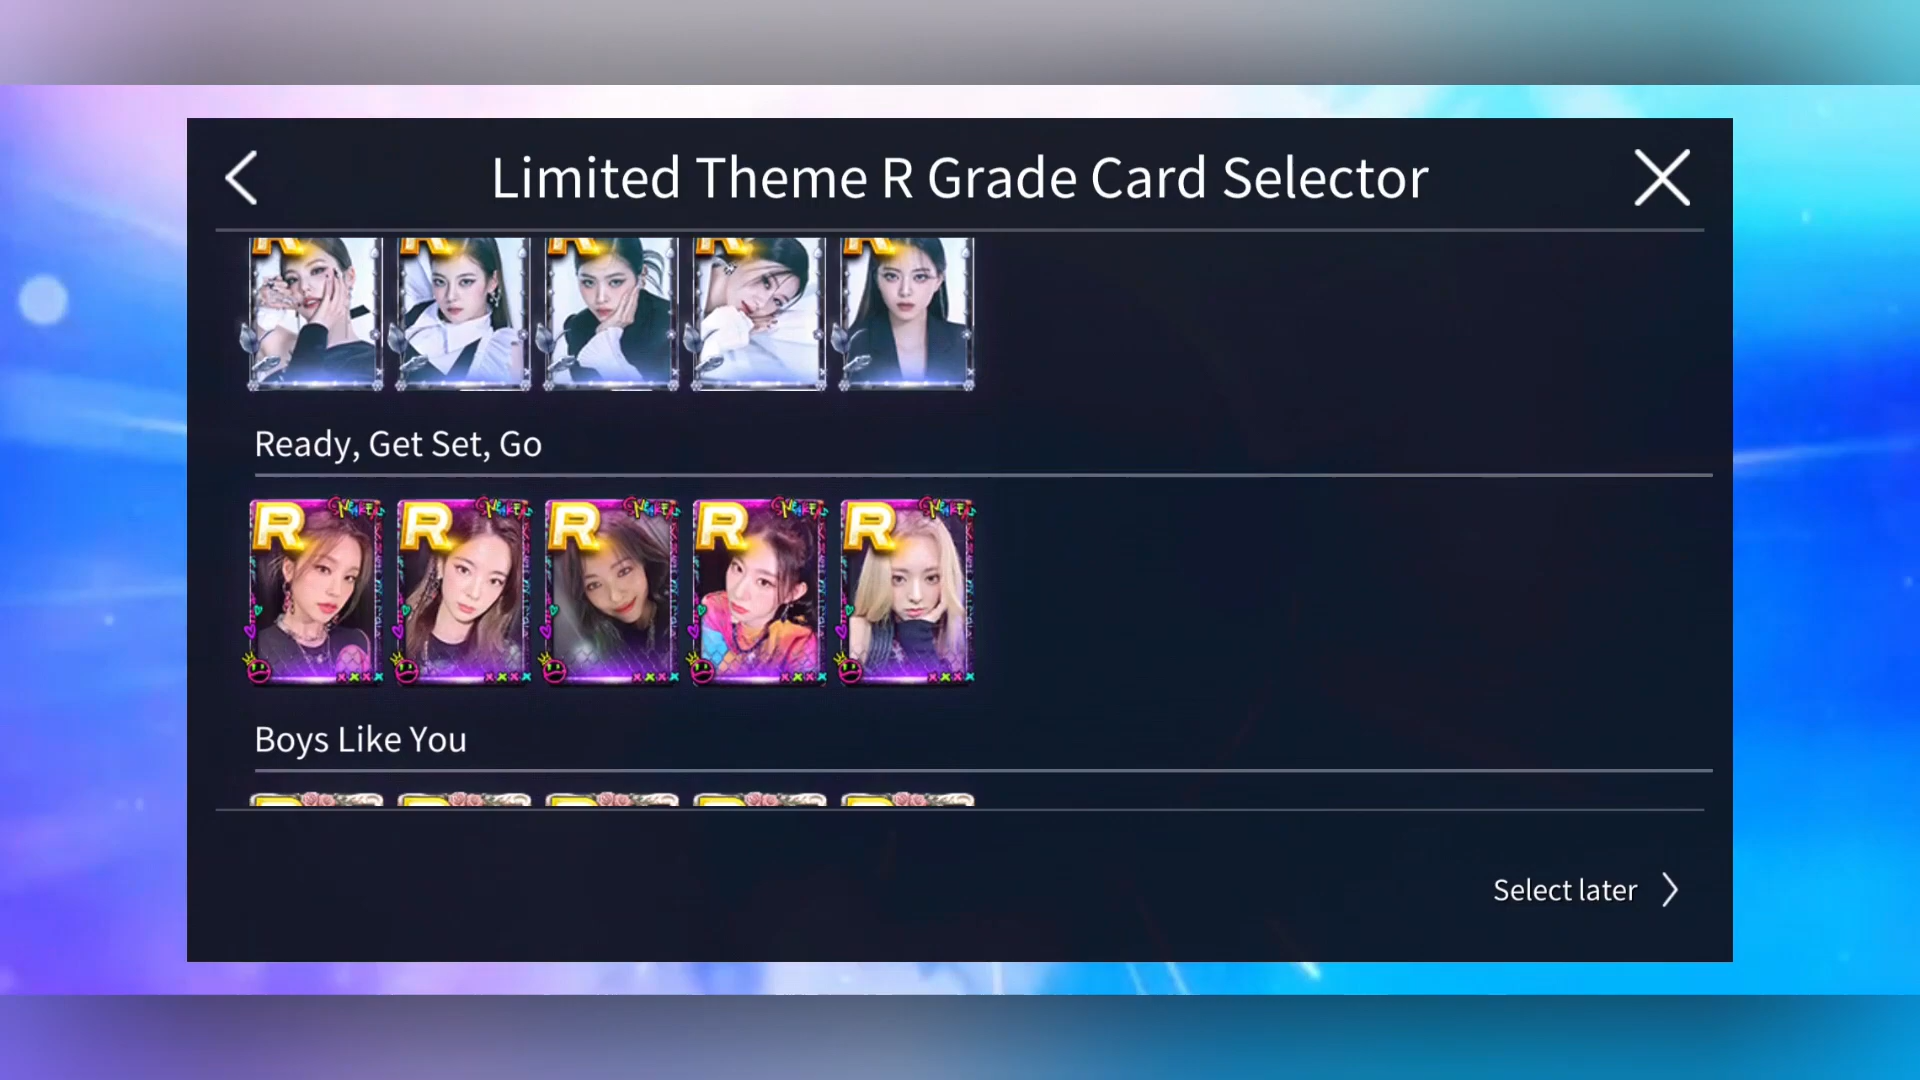 Limited Theme R Grade Card Selector
R R R R R
Ready, Get Set, Go
R R R R R
Boys Like You
Select later